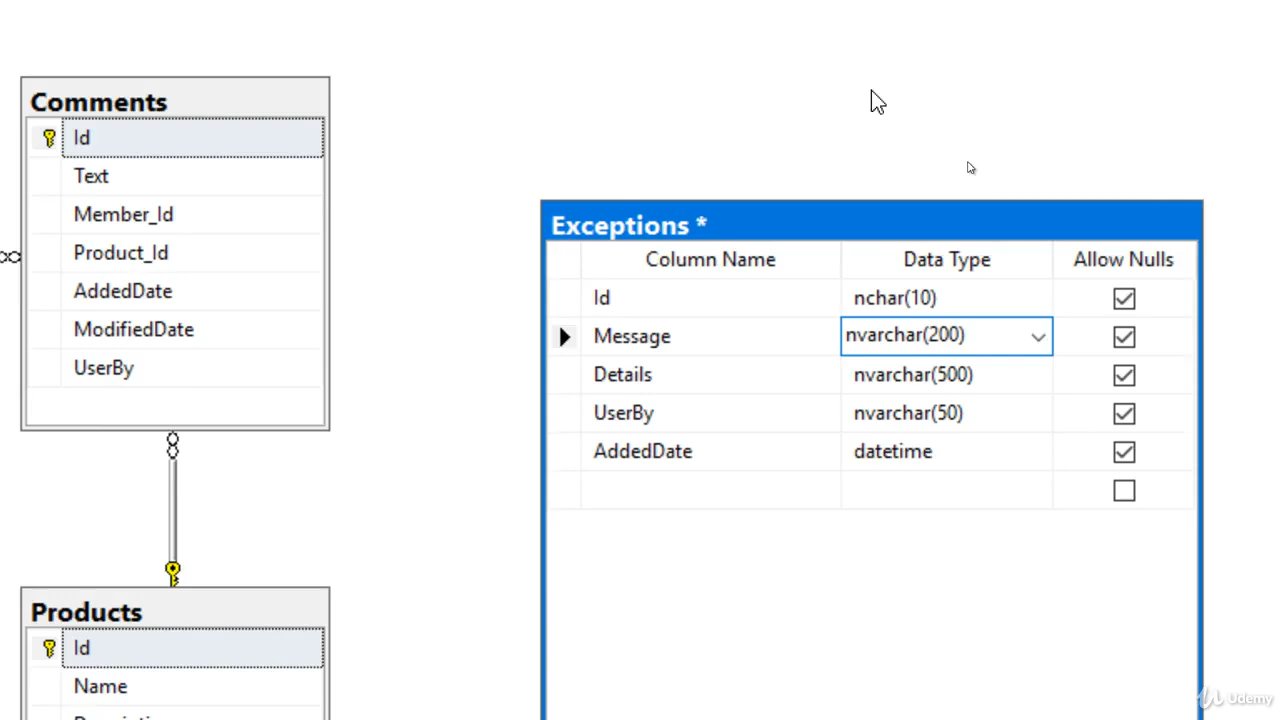 Comments
Id
Text
Member_Id
Product_Id
AddedDate
ModifiedDate
UserBy
Products
Id
Name
Exceptions *
Column Name Data Type Allow Nulls
Id nchar(10)
Message nvarchar(200)
Details nvarchar(500)
UserBy nvarchar(50)
AddedDate datetime
Udemy